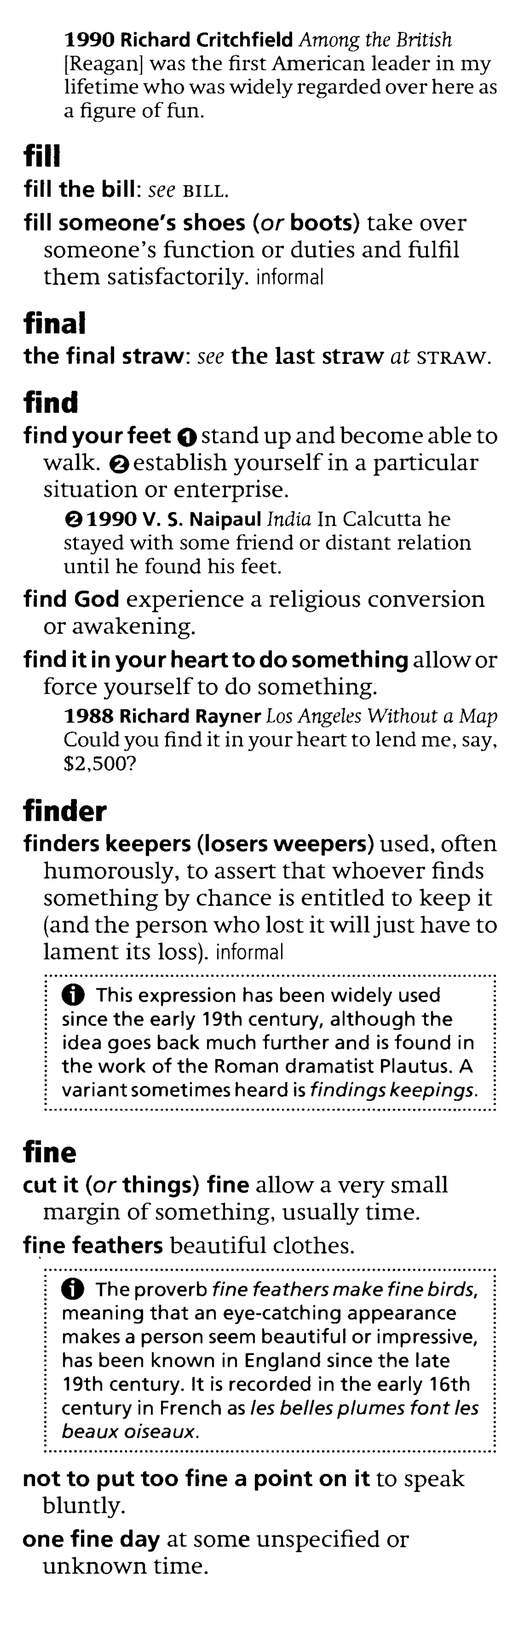 1990 Richard Critchfield Among the British
[Reagan] was the first American leader in my
lifetime who was widely regarded over here as
a figure of fun.
fill
fill the bill: see BILL.
fill someone's shoes (or boots) take over
someone's function or duties and fulfil
them satisfactorily. informal
final
the final straw: see the last straw at STRAW.
find
find your feet ❶ stand up and become able to
walk. ❷ establish yourself in a particular
situation or enterprise.
❷ 1990 V. S. Naipaul India In Calcutta he
stayed with some friend or distant relation
until he found his feet.
find God experience a religious conversion
or awakening.
find it in your heart to do something allow or
force yourself to do something.
1988 Richard Rayner Los Angeles Without a Map
Could you find it in your heart to lend me, say,
$2,500?
finder
finders keepers (losers weepers) used, often
humorously, to assert that whoever finds
something by chance is entitled to keep it
(and the person who lost it will just have to
lament its loss). informal
i This expression has been widely used
since the early 19th century, although the
idea goes back much further and is found in
the work of the Roman dramatist Plautus. A
variant sometimes heard is findings keepings.
fine
cut it (or things) fine allow a very small
margin of something, usually time.
fine feathers beautiful clothes.
i The proverb fine feathers make fine birds,
meaning that an eye-catching appearance
makes a person seem beautiful or impressive,
has been known in England since the late
19th century. It is recorded in the early 16th
century in French as les belles plumes font les
beaux oiseaux.
not to put too fine a point on it to speak
bluntly.
one fine day at some unspecified or
unknown time.